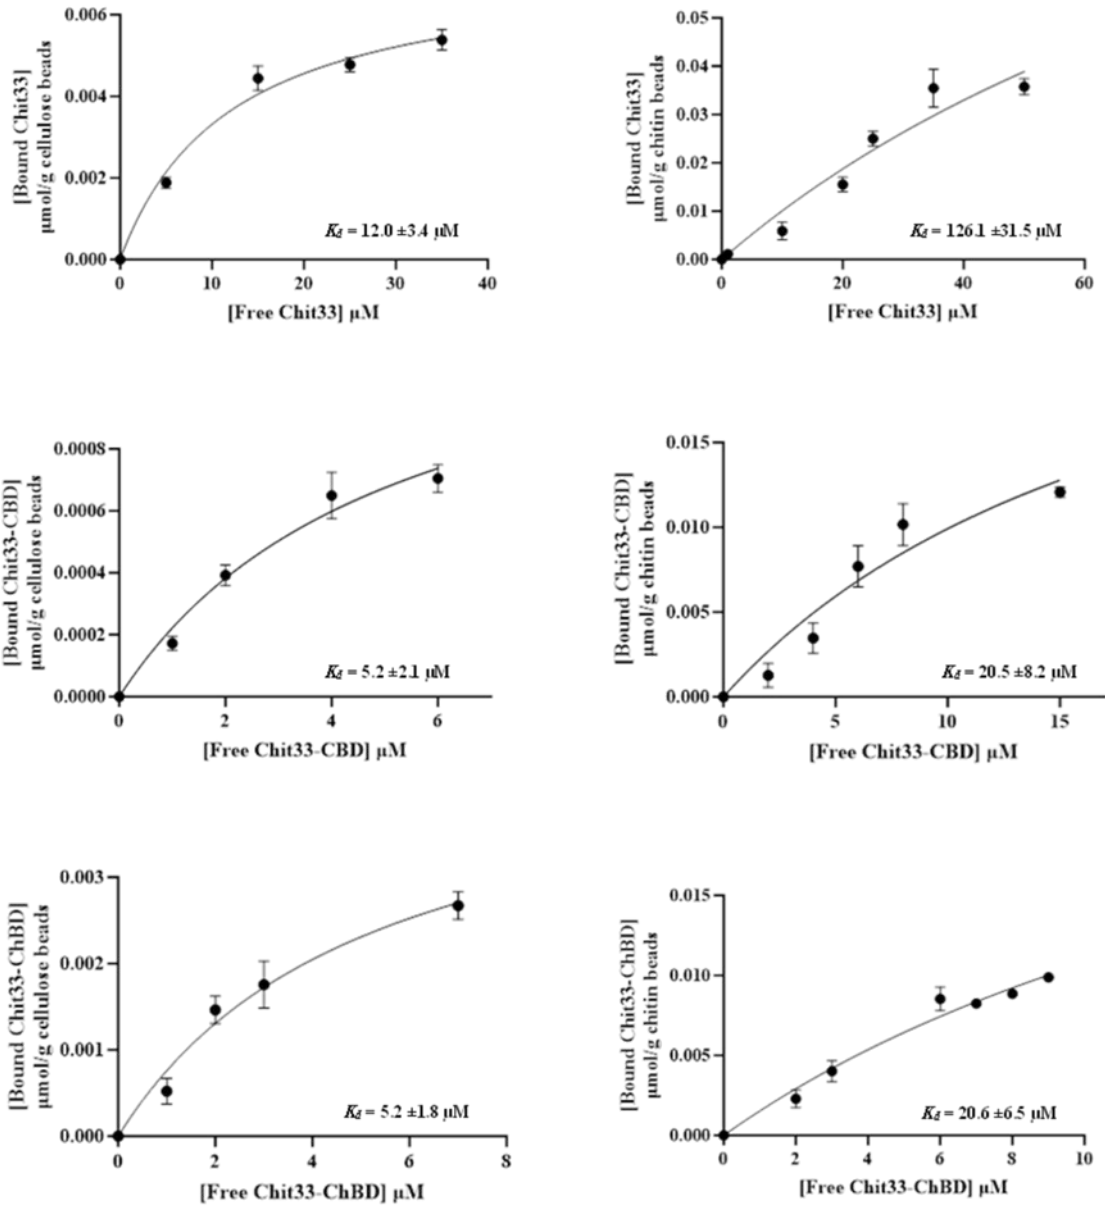 [Bound Chit33]
µmol/g cellulose beads
0.006
0.004
0.002
0.000
K_d = 12.0 ±3.4 µM
0 10 20 30 40
[Free Chit33] µM
[Bound Chit33]
µmol/g chitin beads
0.05
0.04
0.03
0.02
0.01
0.00
K_d = 126.1 ±31.5 µM
0 20 40 60
[Free Chit33] µM
[Bound Chit33-CBD]
µmol/g cellulose beads
0.0008
0.0006
0.0004
0.0002
0.0000
K_d = 5.2 ±2.1 µM
0 2 4 6
[Free Chit33-CBD] µM
[Bound Chit33-CBD]
µmol/g chitin beads
0.015
0.010
0.005
0.000
K_d = 20.5 ±8.2 µM
0 5 10 15
[Free Chit33-CBD] µM
[Bound Chit33-ChBD]
µmol/g cellulose beads
0.003
0.002
0.001
0.000
K_d = 5.2 ±1.8 µM
0 2 4 6 8
[Free Chit33-ChBD] µM
[Bound Chit33-ChBD]
µmol/g chitin beads
0.015
0.010
0.005
0.000
K_d = 20.6 ±6.5 µM
0 2 4 6 8 10
[Free Chit33-ChBD] µM